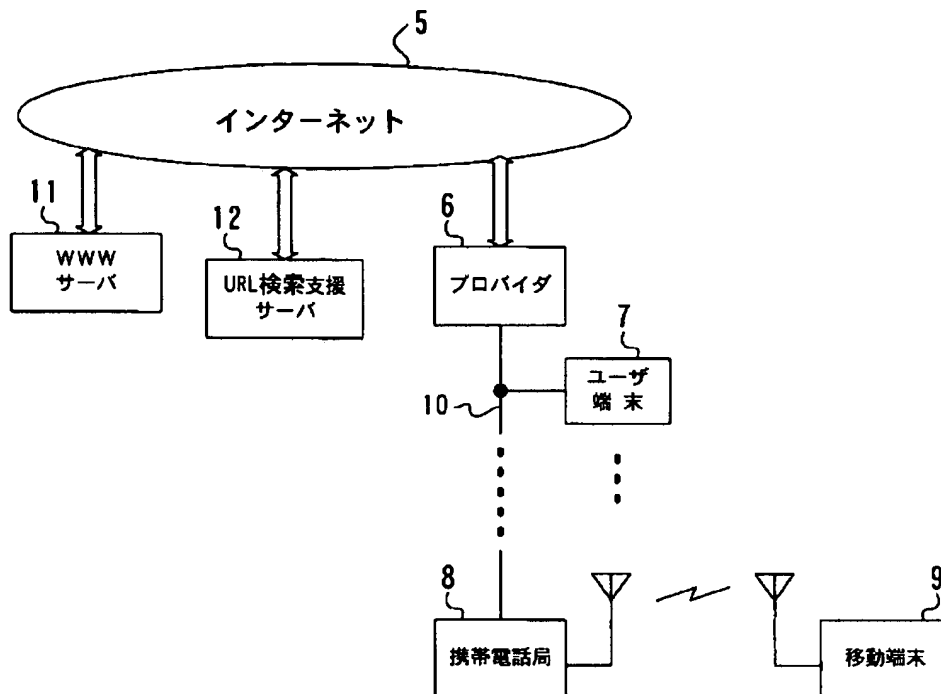 5
インターネット
11
WWW
サーバ
12
URL検索支援
サーバ
6
プロバイダ
7
ユーザ
端末
10
8
携帯電話局
9
移動端末